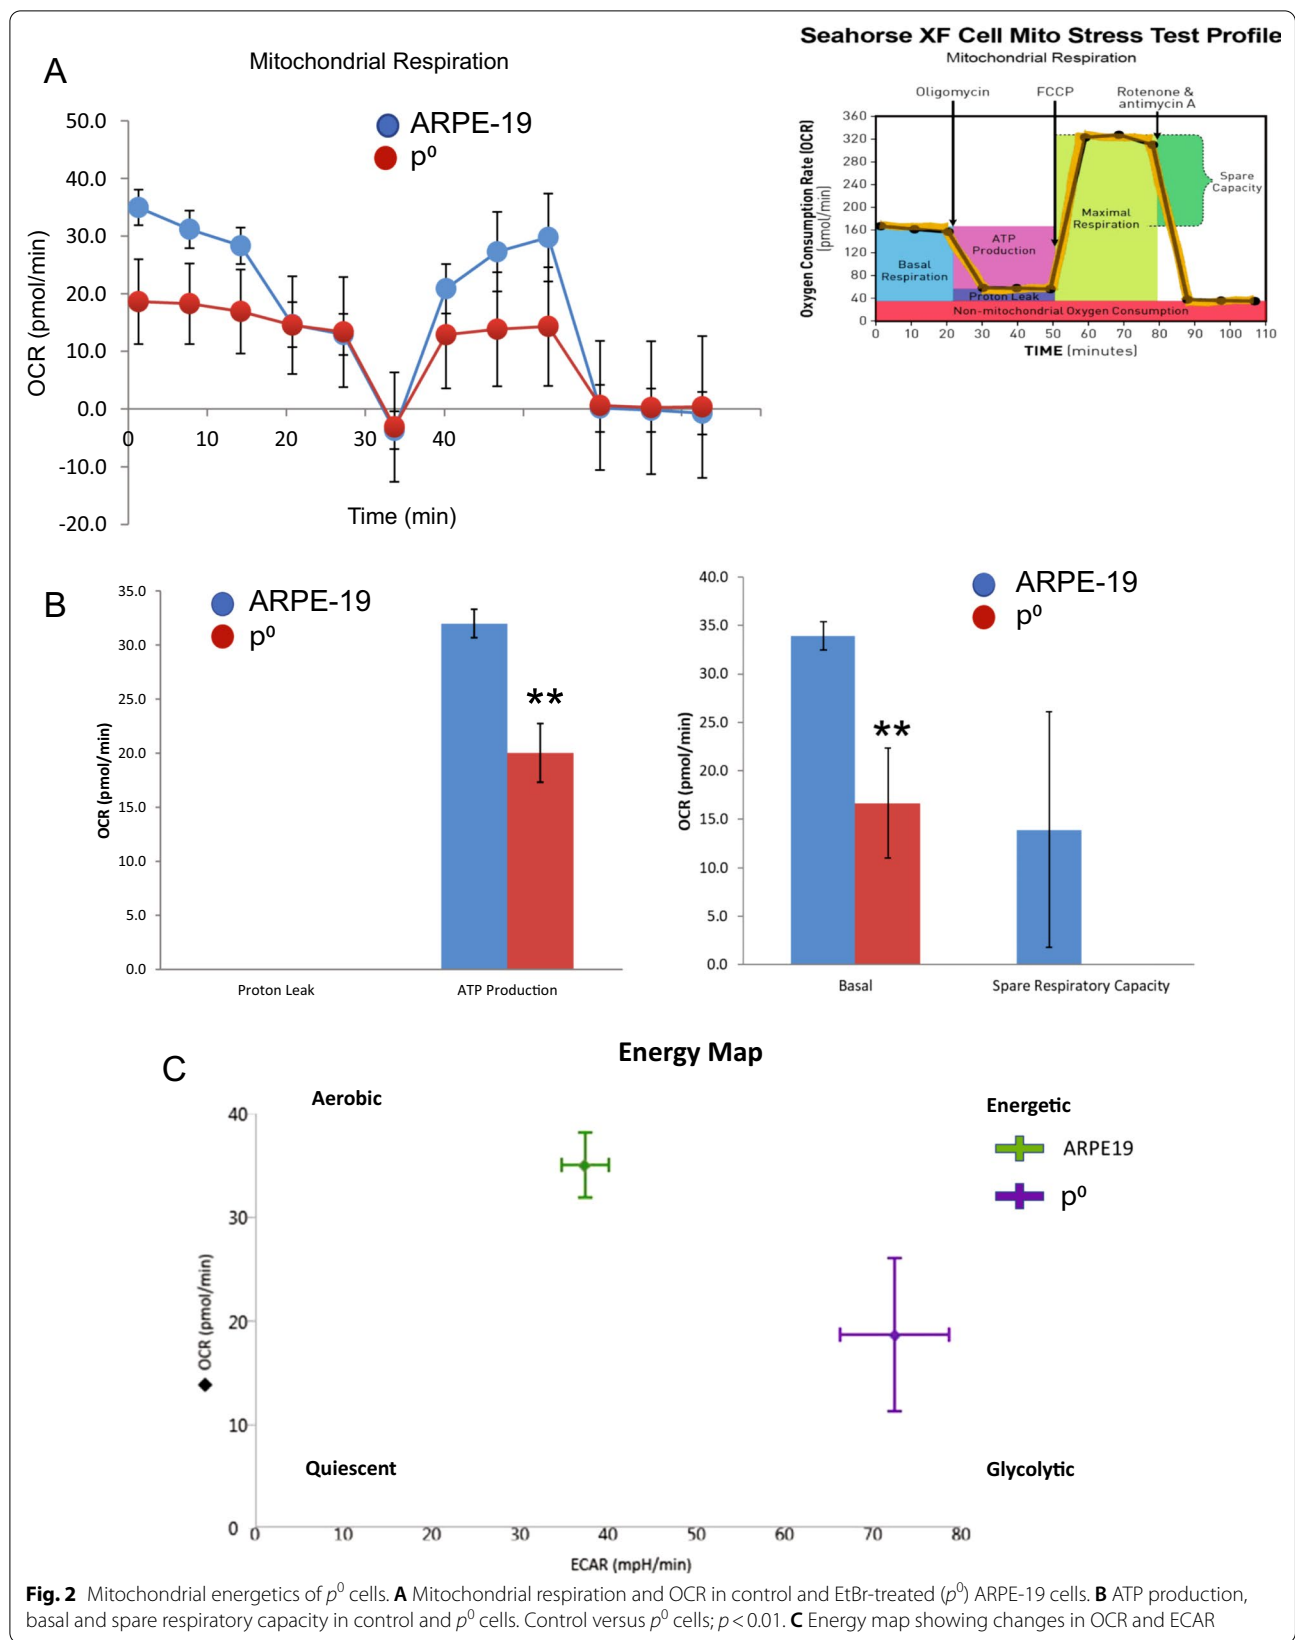 A
Mitochondrial Respiration
ARPE-19
p⁰
50.0
40.0
30.0
20.0
10.0
0.0
-10.0
-20.0
OCR (pmol/min)
0 10 20 30 40
Time (min)
Seahorse XF Cell Mito Stress Test Profile
Mitochondrial Respiration
Oligomycin FCCP Rotenone &
antimycin A
360
320
280
240
200
160
120
80
40
0
Oxygen Consumption Rate (OCR)
(pmol/min)
Basal
Respiration
ATP
Production
Proton Leak
Maximal
Respiration
Spare
Capacity
Non-mitochondrial Oxygen Consumption
0 10 20 30 40 50 60 70 80 90 100 110
TIME (minutes)
B
ARPE-19
p⁰
35.0
30.0
25.0
20.0
15.0
10.0
5.0
0.0
OCR (pmol/min)
**
Proton Leak ATP Production
ARPE-19
p⁰
40.0
35.0
30.0
25.0
20.0
15.0
10.0
5.0
0.0
OCR (pmol/min)
**
Basal Spare Respiratory Capacity
C
Energy Map
Aerobic
Energetic
ARPE19
p⁰
40
30
20
10
0
OCR (pmol/min)
Quiescent
Glycolytic
0 10 20 30 40 50 60 70 80
ECAR (mpH/min)
Fig. 2 Mitochondrial energetics of p⁰ cells. A Mitochondrial respiration and OCR in control and EtBr-treated (p⁰) ARPE-19 cells. B ATP production,
basal and spare respiratory capacity in control and p⁰ cells. Control versus p⁰ cells; p < 0.01. C Energy map showing changes in OCR and ECAR